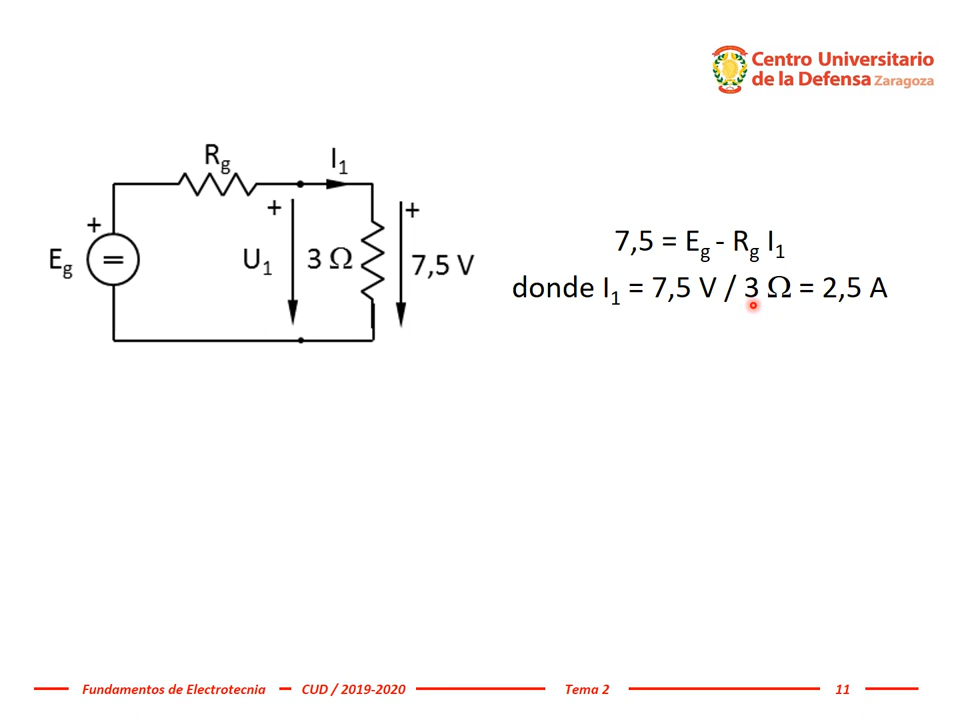 Centro Universitario
de la Defensa Zaragoza
Rg
I1
+
+
+
Eg
=
U1
3 Ω
7,5 V
7,5 = Eg - Rg I1
donde I1 = 7,5 V / 3 Ω = 2,5 A
Fundamentos de Electrotecnia
CUD / 2019-2020
Tema 2
11